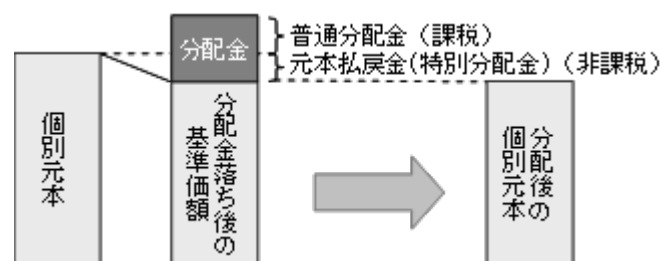 分配金
普通分配金（課税）
元本払戻金(特別分配金)（非課税）
個別元本
分配金落ち後の
基準価額
分配後の
個別元本